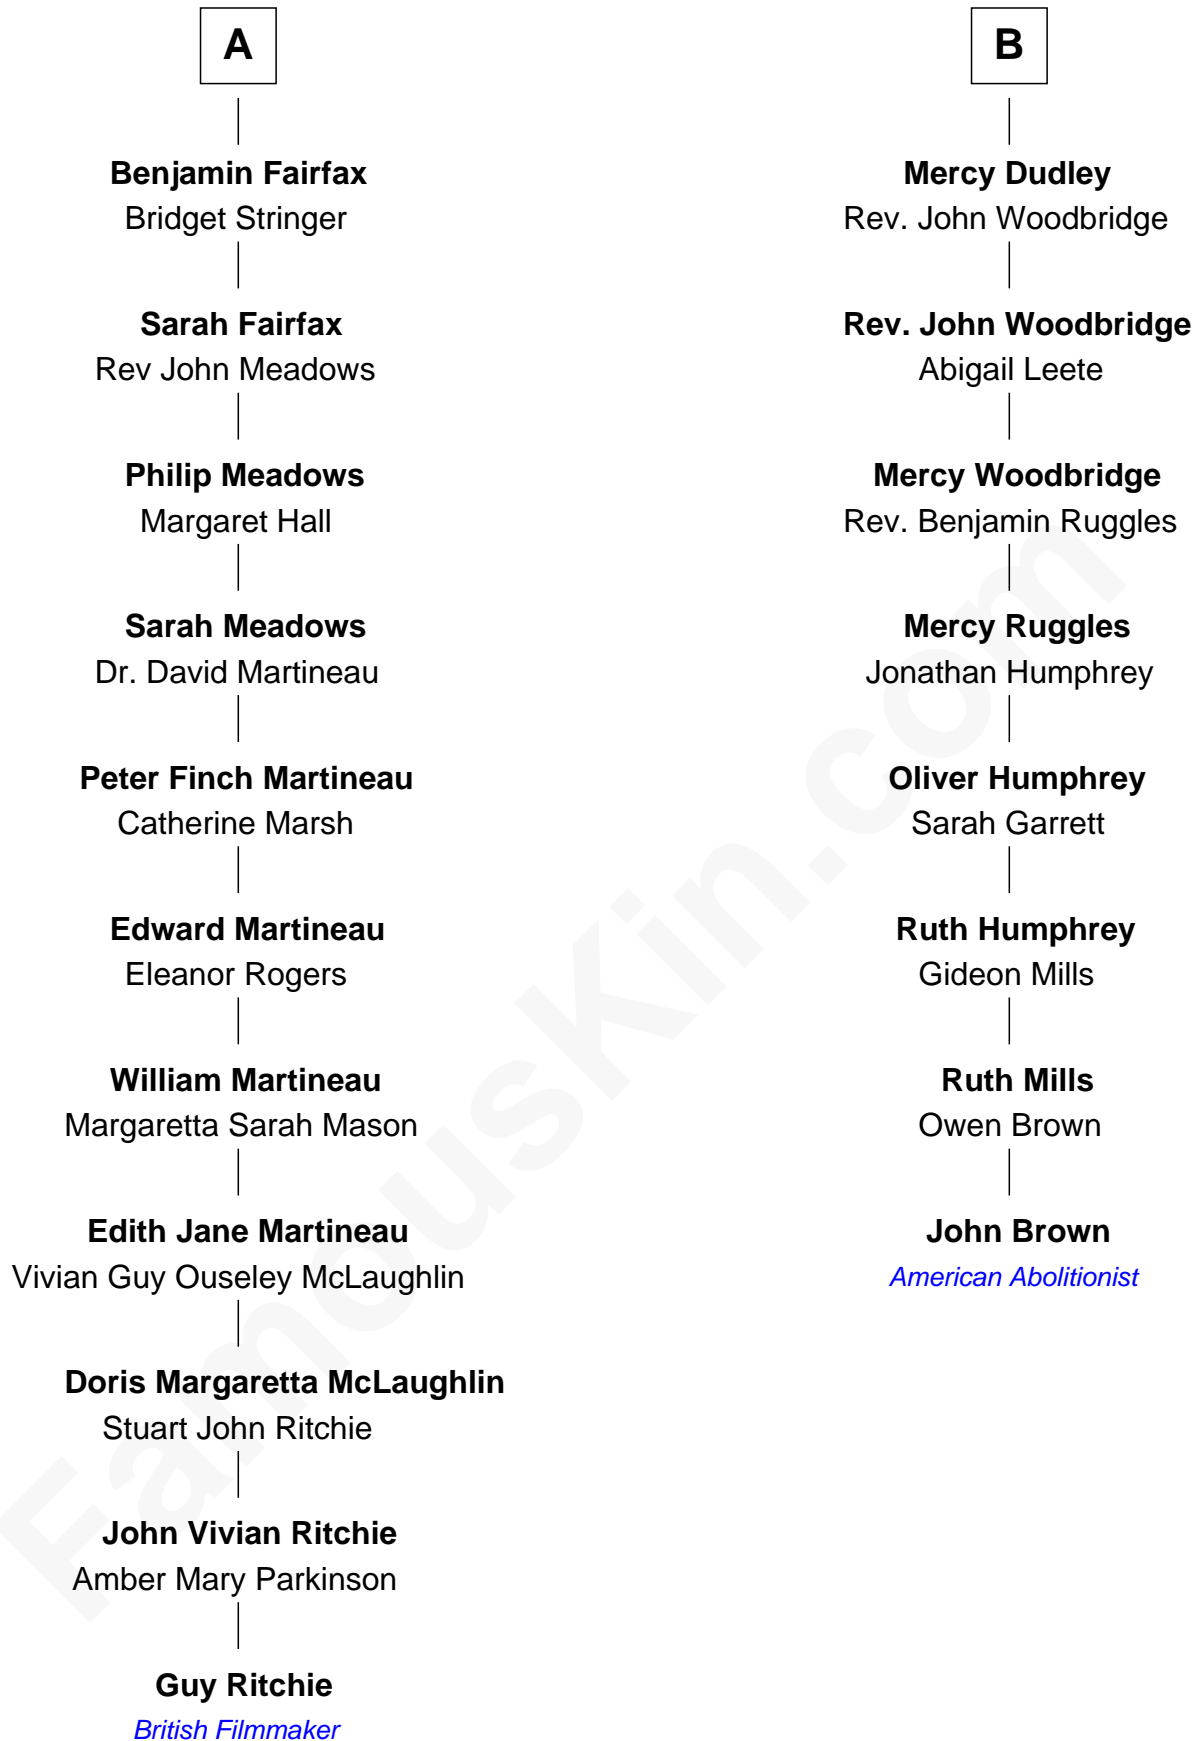 A
Benjamin Fairfax
Bridget Stringer
Sarah Fairfax
Rev John Meadows
Philip Meadows
Margaret Hall
Sarah Meadows
Dr. David Martineau
Peter Finch Martineau
Catherine Marsh
Edward Martineau
Eleanor Rogers
William Martineau
Margaretta Sarah Mason
Edith Jane Martineau
Vivian Guy Ouseley McLaughlin
Doris Margaretta McLaughlin
Stuart John Ritchie
John Vivian Ritchie
Amber Mary Parkinson
Guy Ritchie
British Filmmaker
B
Mercy Dudley
Rev. John Woodbridge
Rev. John Woodbridge
Abigail Leete
Mercy Woodbridge
Rev. Benjamin Ruggles
Mercy Ruggles
Jonathan Humphrey
Oliver Humphrey
Sarah Garrett
Ruth Humphrey
Gideon Mills
Ruth Mills
Owen Brown
John Brown
American Abolitionist
FamousKin.com